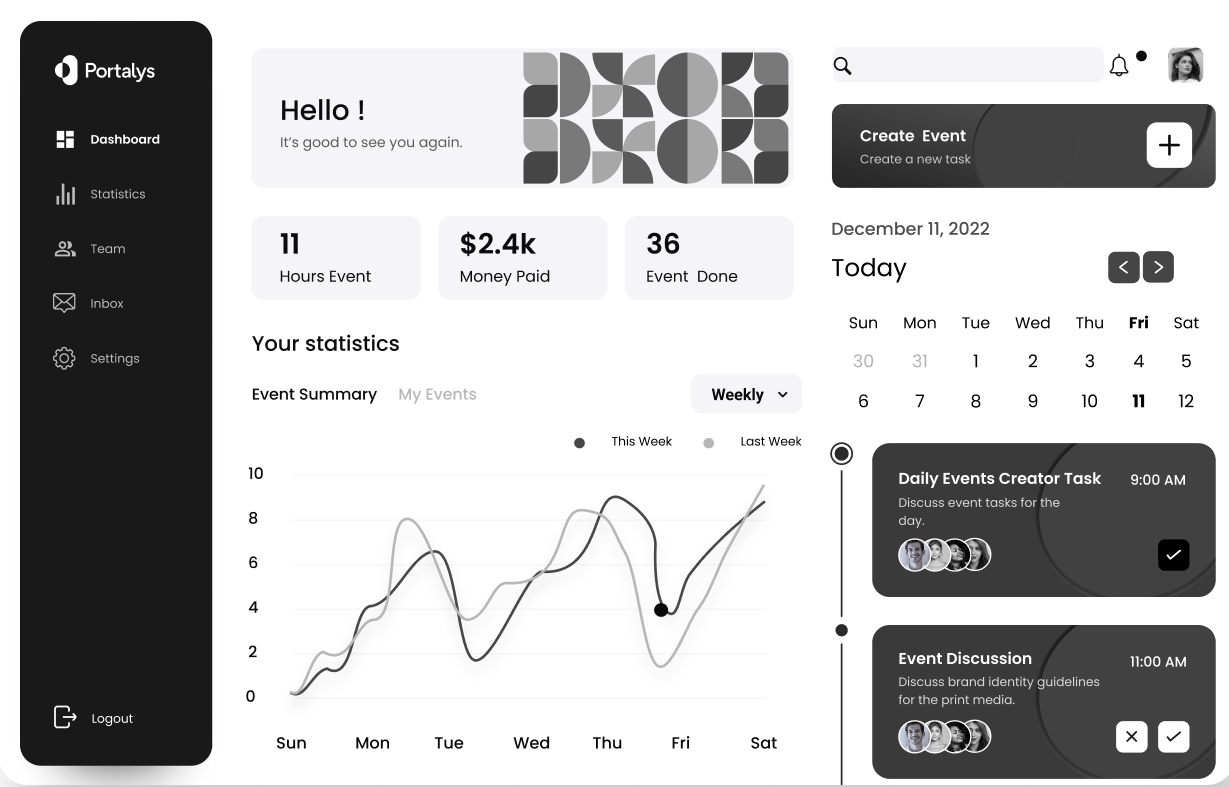 Portalys
Dashboard
Statistics
Team
Inbox
Settings
Logout
Hello !
It's good to see you again.
11
Hours Event
$2.4k
Money Paid
36
Event Done
Your statistics
Event Summary My Events
Weekly
This Week Last Week
10
8
6
4
2
0
Sun Mon Tue Wed Thu Fri Sat
Create Event
Create a new task
December 11, 2022
Today
Sun Mon Tue Wed Thu Fri Sat
30 31 1 2 3 4 5
6 7 8 9 10 11 12
Daily Events Creator Task 9:00 AM
Discuss event tasks for the
day.
Event Discussion 11:00 AM
Discuss brand identity guidelines
for the print media.